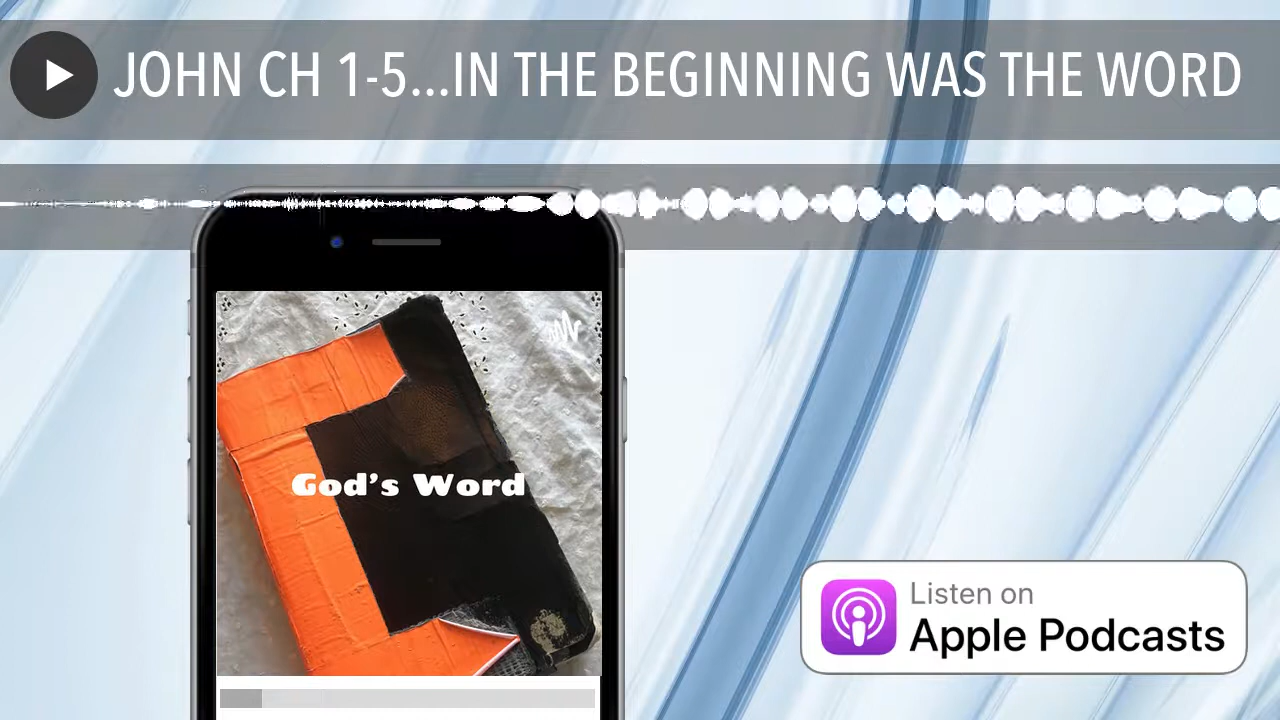 JOHN CH 1-5...IN THE BEGINNING WAS THE WORD
God's Word
Listen on
Apple Podcasts